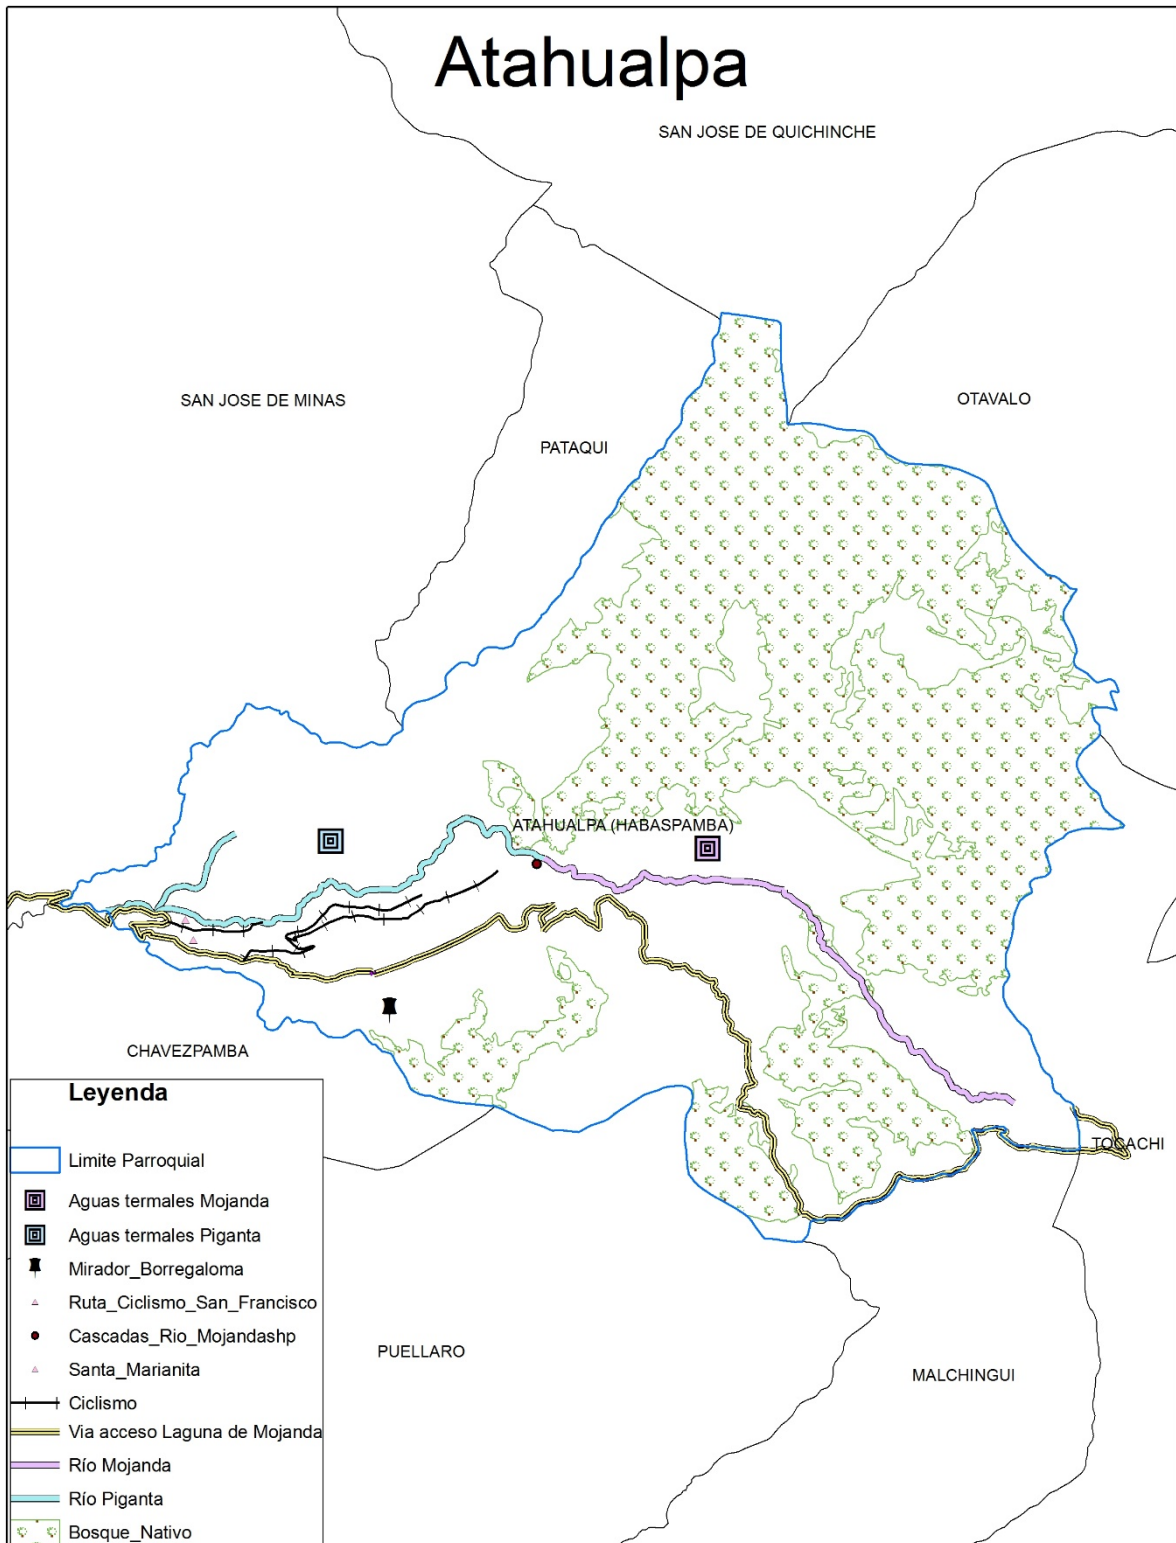 Atahualpa
SAN JOSE DE QUICHINCHE
SAN JOSE DE MINAS
OTAVALO
PATAQUI
ATAHUALPA (HABASPAMBA)
CHAVEZPAMBA
TOCACHI
PUELLARO
MALCHINGUI
Leyenda
Limite Parroquial
Aguas termales Mojanda
Aguas termales Piganta
Mirador_Borregaloma
Ruta_Ciclismo_San_Francisco
Cascadas_Rio_Mojandashp
Santa_Marianita
Ciclismo
Via acceso Laguna de Mojanda
Río Mojanda
Río Piganta
Bosque_Nativo